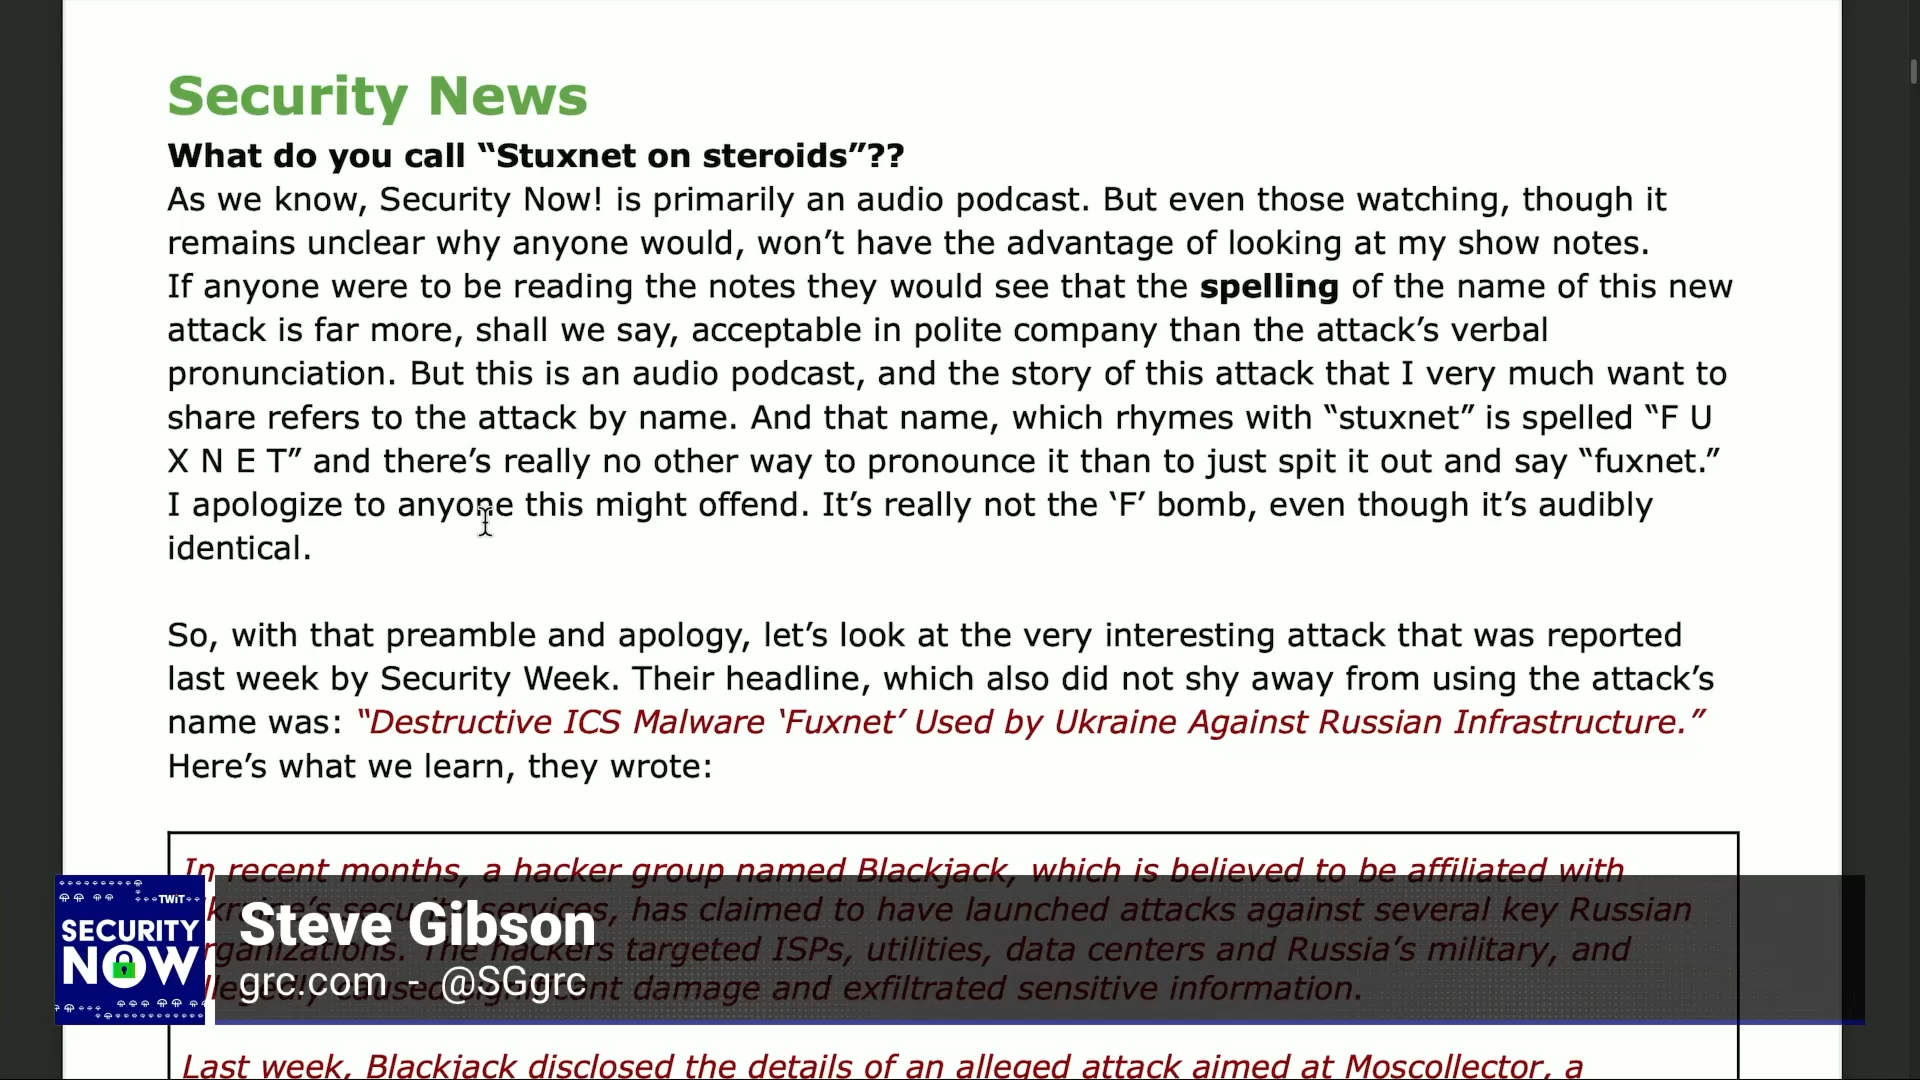 Security News
What do you call “Stuxnet on steroids”??
As we know, Security Now! is primarily an audio podcast. But even those watching, though it
remains unclear why anyone would, won’t have the advantage of looking at my show notes.
If anyone were to be reading the notes they would see that the spelling of the name of this new
attack is far more, shall we say, acceptable in polite company than the attack’s verbal
pronunciation. But this is an audio podcast, and the story of this attack that I very much want to
share refers to the attack by name. And that name, which rhymes with “stuxnet” is spelled “F U
X N E T” and there’s really no other way to pronounce it than to just spit it out and say “fuxnet.”
I apologize to anyone this might offend. It’s really not the ‘F’ bomb, even though it’s audibly
identical.
So, with that preamble and apology, let’s look at the very interesting attack that was reported
last week by Security Week. Their headline, which also did not shy away from using the attack’s
name was: “Destructive ICS Malware ‘Fuxnet’ Used by Ukraine Against Russian Infrastructure.”
Here’s what we learn, they wrote:
In recent months, a hacker group named Blackjack, which is believed to be affiliated with
services, has claimed to have launched attacks against several key Russian
The hackers targeted ISPs, utilities, data centers and Russia’s military, and
damage and exfiltrated sensitive information.
Last week, Blackjack disclosed the details of an alleged attack aimed at Moscollector, a
TWiT
SECURITY
NOW
Steve Gibson
grc.com - @SGgrc